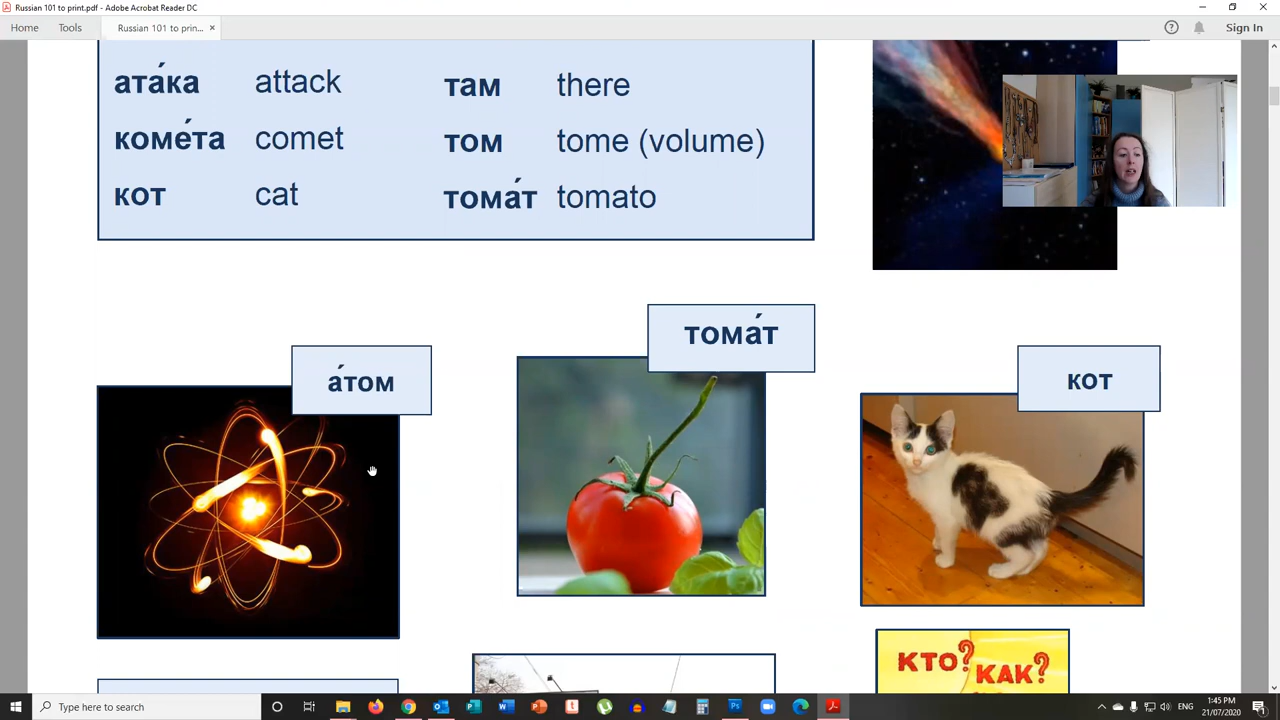 Russian 101 to print.pdf - Adobe Acrobat Reader DC
Home Tools Russian 101 to prin... × Sign In
ата́ка attack там there
коме́та comet том tome (volume)
кот cat тома́т tomato
тома́т
а́том
кот
КТО? КАК?
Type here to search
ENG
1:45 PM
21/07/2020